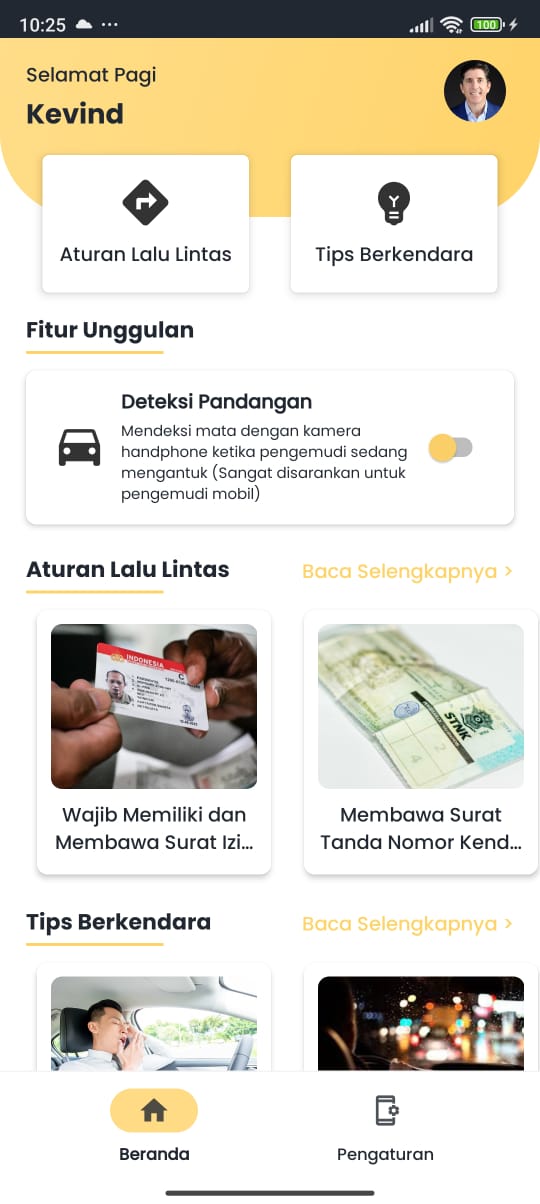 10:25
100
Selamat Pagi
Kevind
Aturan Lalu Lintas
Tips Berkendara
Fitur Unggulan
Deteksi Pandangan
Mendeksi mata dengan kamera
handphone ketika pengemudi sedang
mengantuk (Sangat disarankan untuk
pengemudi mobil)
Aturan Lalu Lintas
Baca Selengkapnya >
INDONESIA
C
STNK
Wajib Memiliki dan
Membawa Surat Izi...
Membawa Surat
Tanda Nomor Kend...
Tips Berkendara
Baca Selengkapnya >
Beranda
Pengaturan